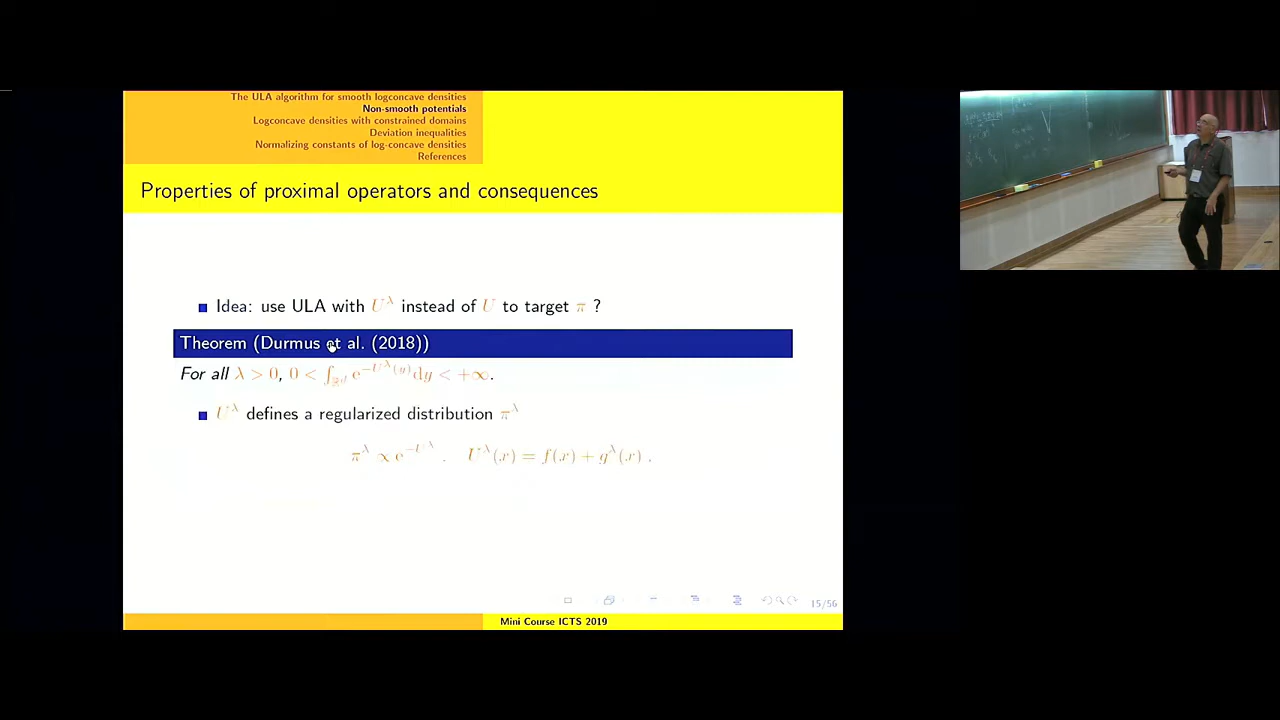 The ULA algorithm for smooth logconcave densities
Non-smooth potentials
Logconcave densities with constrained domains
Deviation inequalities
Normalizing constants of log-concave densities
References
Properties of proximal operators and consequences
Idea: use ULA with U^λ instead of U to target π ?
Theorem (Durmus et al. (2018))
For all λ > 0, 0 < ∫_{ℝ^d} e^{-U^λ(y)} dy < +∞.
U^λ defines a regularized distribution π^λ
π^λ ∝ e^{-U^λ} . U^λ(x) = f(x) + g^λ(x) .
15/56
Mini Course ICTS 2019